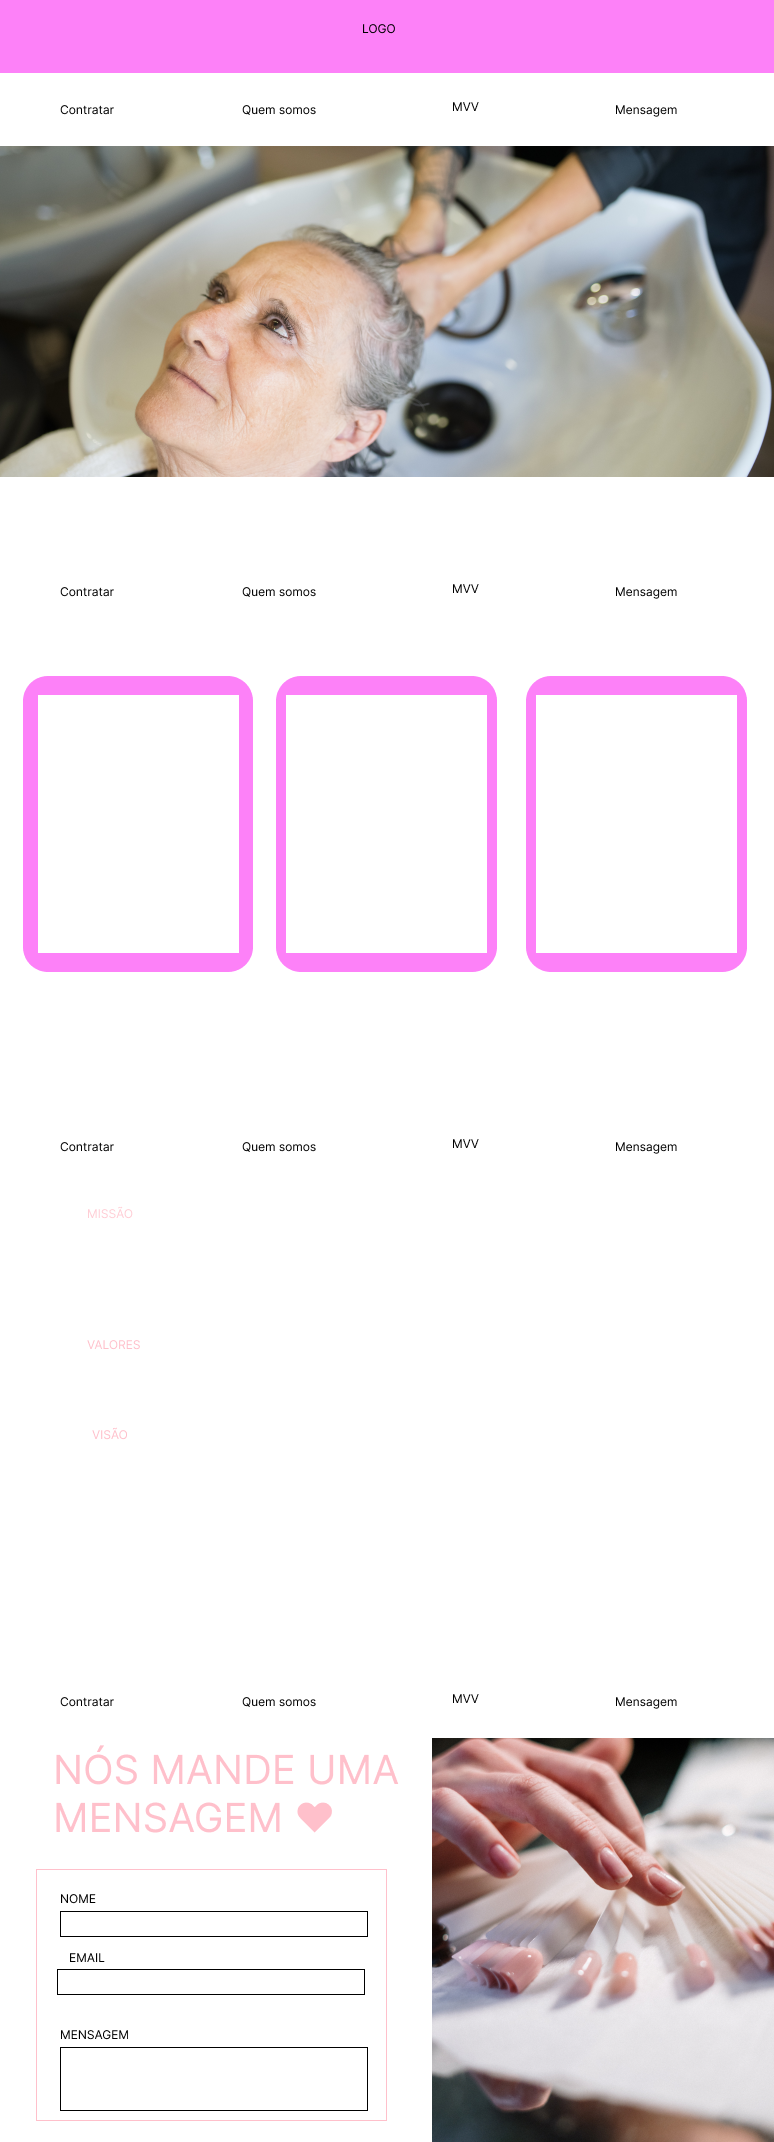 LOGO
Contratar Quem somos MVV Mensagem
Contratar Quem somos MVV Mensagem
Contratar Quem somos MVV Mensagem
MISSÃO
VALORES
VISÃO
Contratar Quem somos MVV Mensagem
NÓS MANDE UMA
MENSAGEM ♥
NOME
EMAIL
MENSAGEM